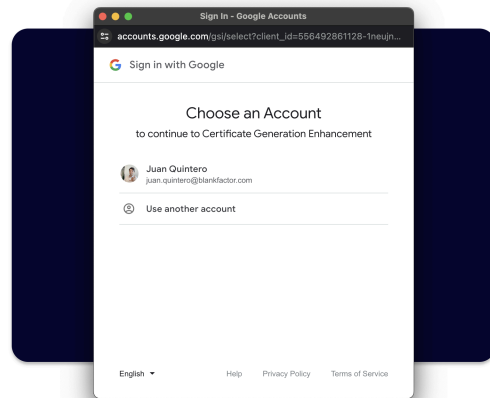 Sign In - Google Accounts
accounts.google.com/gsi/select?client_id=556492861128-1neujn...
Sign in with Google
Choose an Account
to continue to Certificate Generation Enhancement
Juan Quintero
juan.quintero@blankfactor.com
Use another account
English
Help Privacy Policy Terms of Service